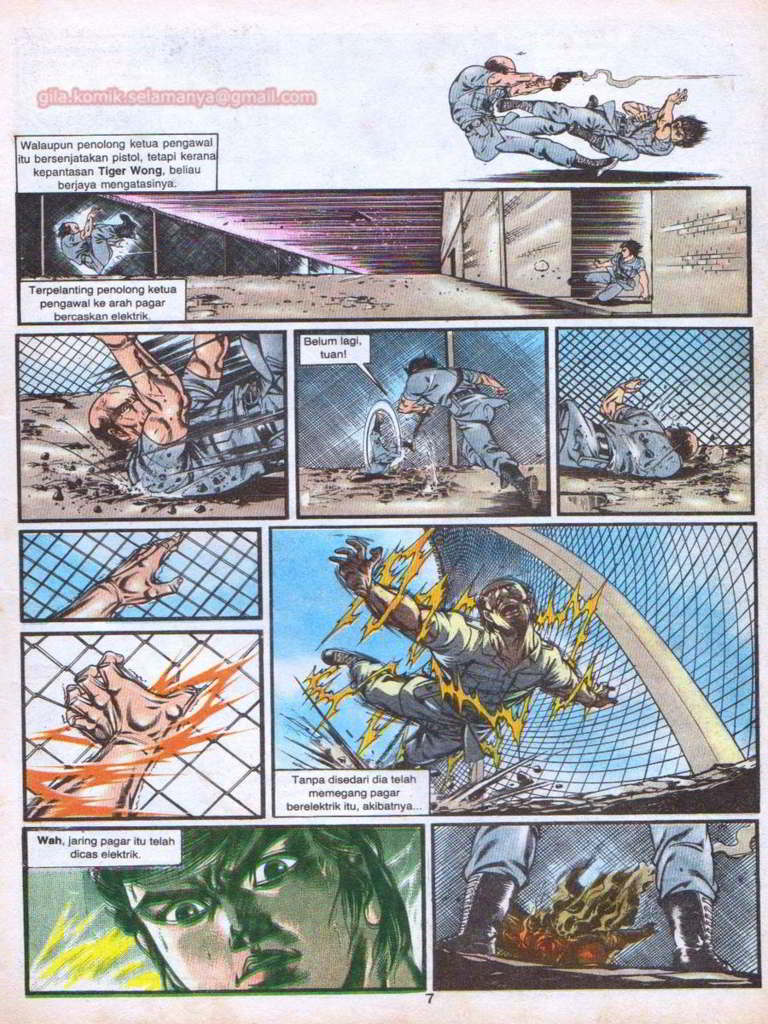 gila.komik.selamanya@gmail.com
Walaupun penolong ketua pengawal
itu bersenjatakan pistol, tetapi kerana
kepantasan Tiger Wong, beliau
berjaya mengatasinya.
Terpelanting penolong ketua
pengawal ke arah pagar
bercaskan elektrik.
Belum lagi,
tuan!
Tanpa disedari dia telah
memegang pagar
berelektrik itu, akibatnya...
Wah, jaring pagar itu telah
dicas elektrik.
7